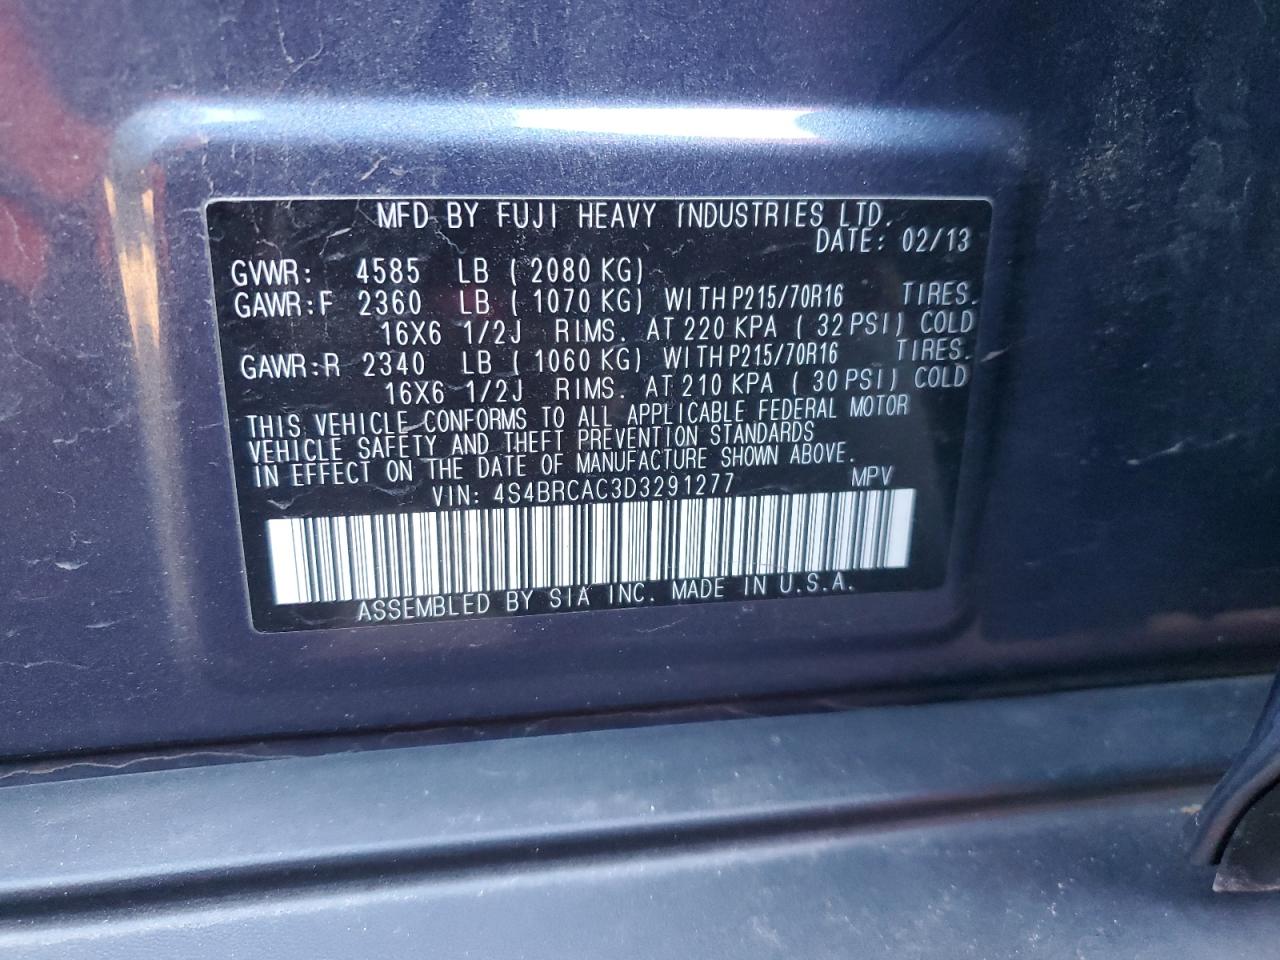 MFD BY FUJI HEAVY INDUSTRIES LTD.
DATE: 02/13
GVWR: 4585 LB ( 2080 KG)
GAWR:F 2360 LB ( 1070 KG) WITH P215/70R16 TIRES.
16X6 1/2J RIMS. AT 220 KPA ( 32 PSI) COLD
GAWR:R 2340 LB ( 1060 KG) WITH P215/70R16 TIRES.
16X6 1/2J RIMS. AT 210 KPA ( 30 PSI) COLD
THIS VEHICLE CONFORMS TO ALL APPLICABLE FEDERAL MOTOR
VEHICLE SAFETY AND THEFT PREVENTION STANDARDS
IN EFFECT ON THE DATE OF MANUFACTURE SHOWN ABOVE.
VIN: 4S4BRCAC3D3291277 MPV
ASSEMBLED BY SIA INC. MADE IN U.S.A.